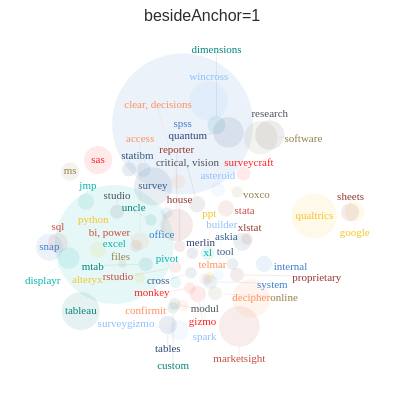 besideAnchor=1
dimensions
wincross
clear, decisions
research
spss
access
quantum
software
reporter
statibm
critical, vision
surveycraft
sas
ms
asteroid
jmp
survey
studio
house
voxco
sheets
uncle
ppt
stata
qualtrics
python
sql
builder
xlstat
google
bi, power
office
askia
snap
excel
merlin
xl
tool
files
pivot
telmar
internal
mtab
displayr
alteryx
rstudio
cross
system
proprietary
monkey
decipher
online
tableau
confirmit
modul
surveygizmo
gizmo
spark
tables
marketsight
custom